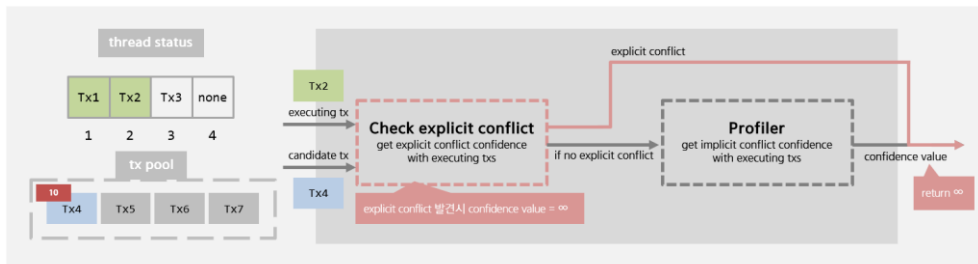 thread status
Tx1 Tx2 Tx3 none
1 2 3 4
tx pool
10
Tx4 Tx5 Tx6 Tx7
Tx2
executing tx
candidate tx
Tx4
Check explicit conflict
get explicit conflict confidence
with executing txs
explicit conflict 발견시 confidence value = ∞
explicit conflict
if no explicit conflict
Profiler
get implicit conflict confidence
with executing txs
confidence value
return ∞